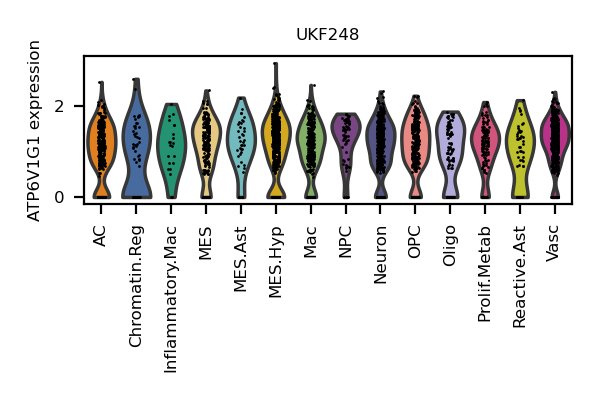 UKF248
ATP6V1G1 expression
2
0
AC
Chromatin.Reg
Inflammatory.Mac
MES
MES.Ast
MES.Hyp
Mac
NPC
Neuron
OPC
Oligo
Prolif.Metab
Reactive.Ast
Vasc